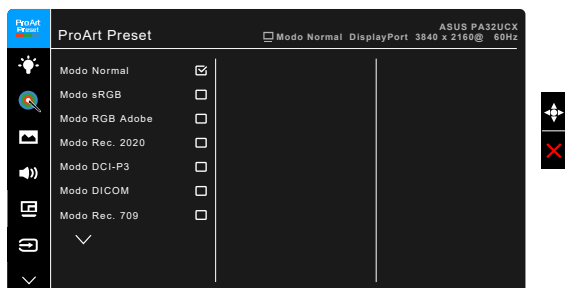 ProArt
Preset
ProArt Preset
ASUS PA32UCX
Modo Normal DisplayPort 3840 x 2160@ 60Hz
Modo Normal
Modo sRGB
Modo RGB Adobe
Modo Rec. 2020
Modo DCI-P3
Modo DICOM
Modo Rec. 709